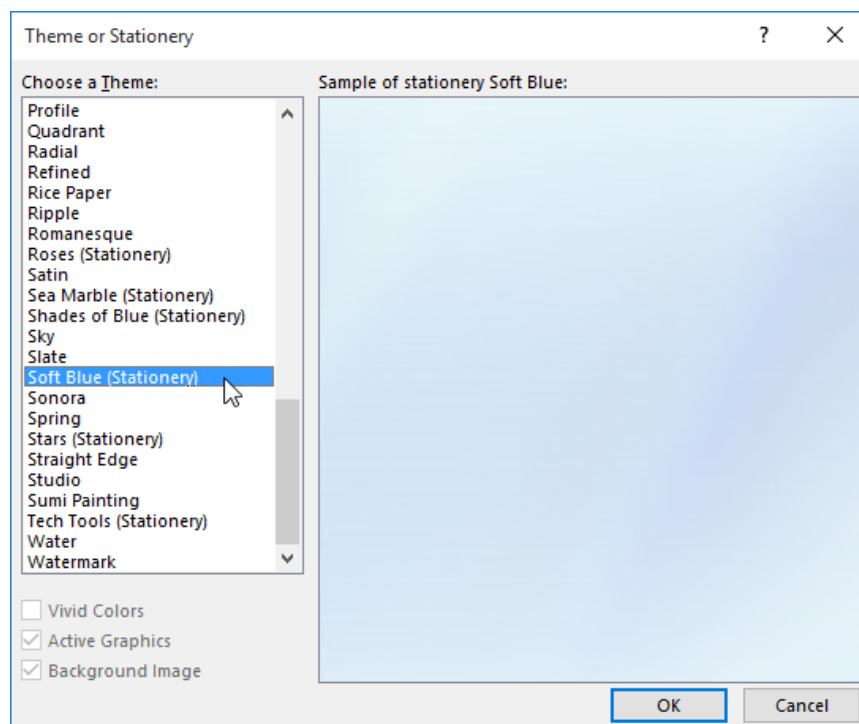 Theme or Stationery
Choose a Theme:
Sample of stationery Soft Blue:
Profile
Quadrant
Radial
Refined
Rice Paper
Ripple
Romanesque
Roses (Stationery)
Satin
Sea Marble (Stationery)
Shades of Blue (Stationery)
Sky
Slate
Soft Blue (Stationery)
Sonora
Spring
Stars (Stationery)
Straight Edge
Studio
Sumi Painting
Tech Tools (Stationery)
Water
Watermark
Vivid Colors
Active Graphics
Background Image
OK
Cancel